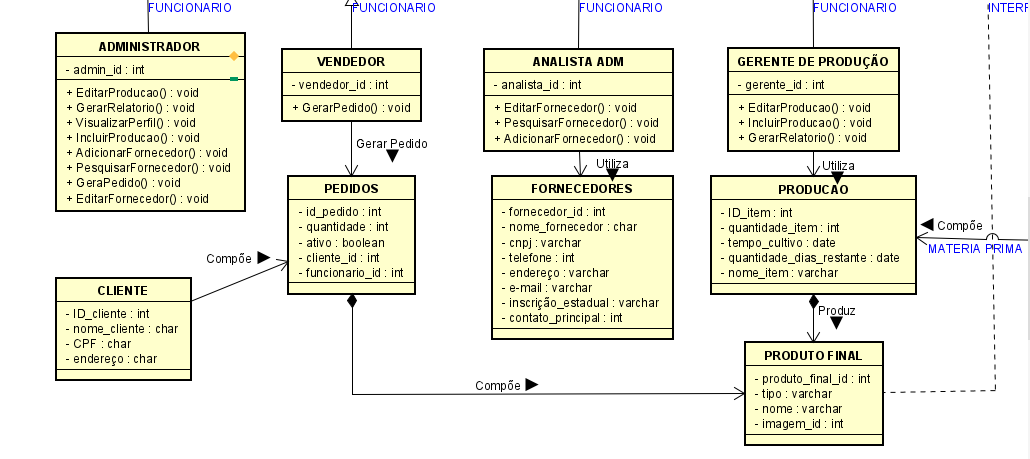 FUNCIONARIO
FUNCIONARIO
FUNCIONARIO
FUNCIONARIO
INTERF
ADMINISTRADOR
- admin_id : int
+ EditarProducao() : void
+ GerarRelatorio() : void
+ VisualizarPerfil() : void
+ IncluirProducao() : void
+ AdicionarFornecedor() : void
+ PesquisarFornecedor() : void
+ GeraPedido() : void
+ EditarFornecedor() : void
VENDEDOR
- vendedor_id : int
+ GerarPedido() : void
Gerar Pedido
ANALISTA ADM
- analista_id : int
+ EditarFornecedor() : void
+ PesquisarFornecedor() : void
+ AdicionarFornecedor() : void
Utiliza
GERENTE DE PRODUÇÃO
- gerente_id : int
+ EditarProducao() : void
+ IncluirProducao() : void
+ GerarRelatorio() : void
Utiliza
PEDIDOS
- id_pedido : int
- quantidade : int
- ativo : boolean
- cliente_id : int
- funcionario_id : int
FORNECEDORES
- fornecedor_id : int
- nome_fornecedor : char
- cnpj : varchar
- telefone : int
- endereço : varchar
- e-mail : varchar
- inscrição_estadual : varchar
- contato_principal : int
PRODUCAO
- ID_item : int
- quantidade_item : int
- tempo_cultivo : date
- quantidade_dias_restante : date
- nome_item : varchar
Compõe
MATERIA PRIMA
Compõe
CLIENTE
- ID_cliente : int
- nome_cliente : char
- CPF : char
- endereço : char
Produz
PRODUTO FINAL
- produto_final_id : int
- tipo : varchar
- nome : varchar
- imagem_id : int
Compõe